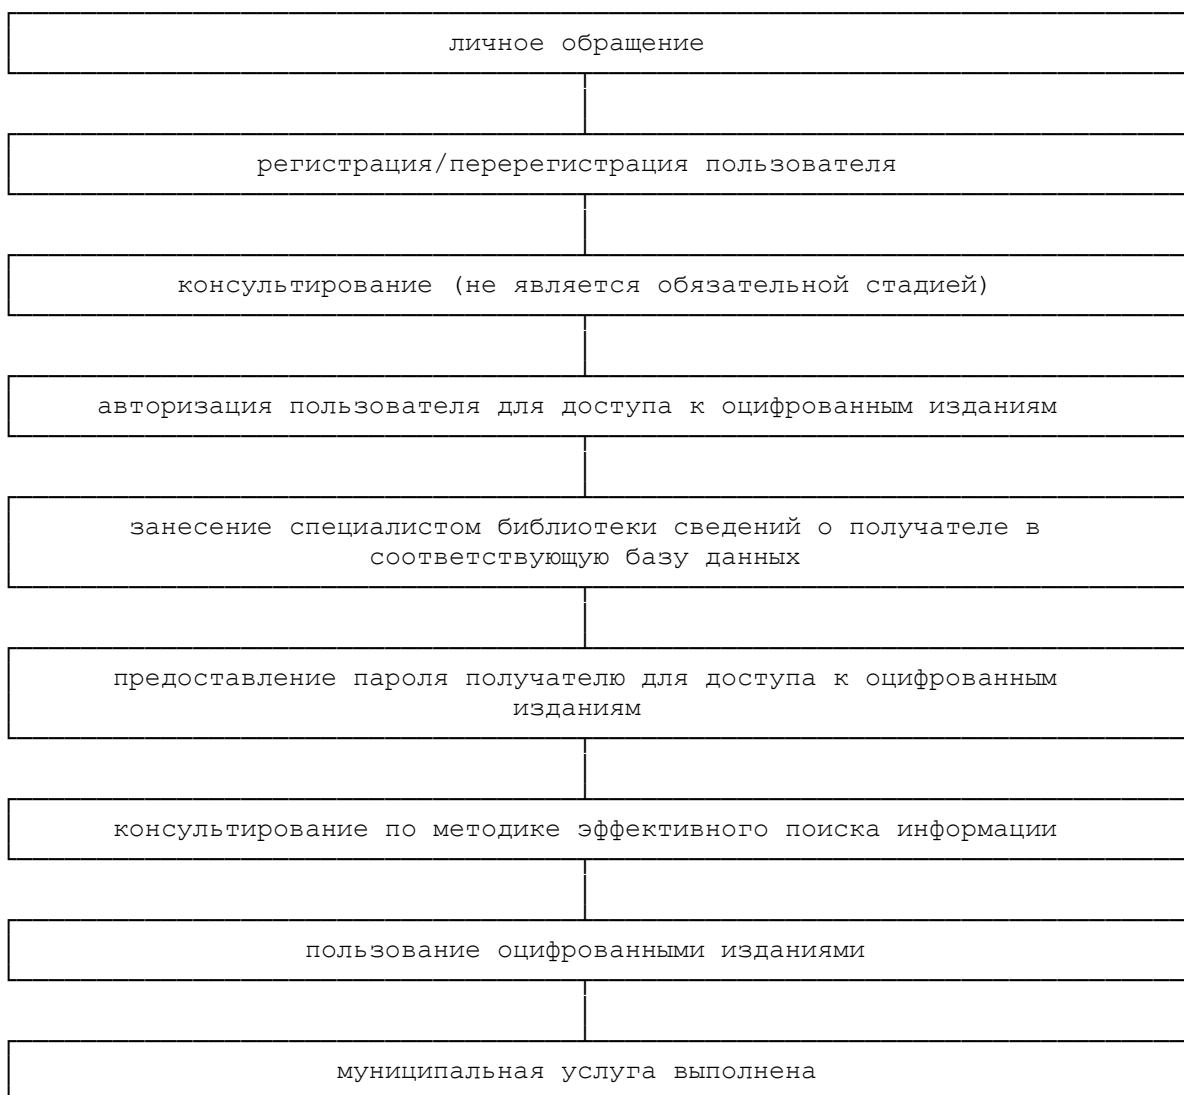 личное обращение
регистрация/перерегистрация пользователя
консультирование (не является обязательной стадией)
авторизация пользователя для доступа к оцифрованным изданиям
занесение специалистом библиотеки сведений о получателе в
соответствующую базу данных
предоставление пароля получателю для доступа к оцифрованным
изданиям
консультирование по методике эффективного поиска информации
пользование оцифрованными изданиями
муниципальная услуга выполнена